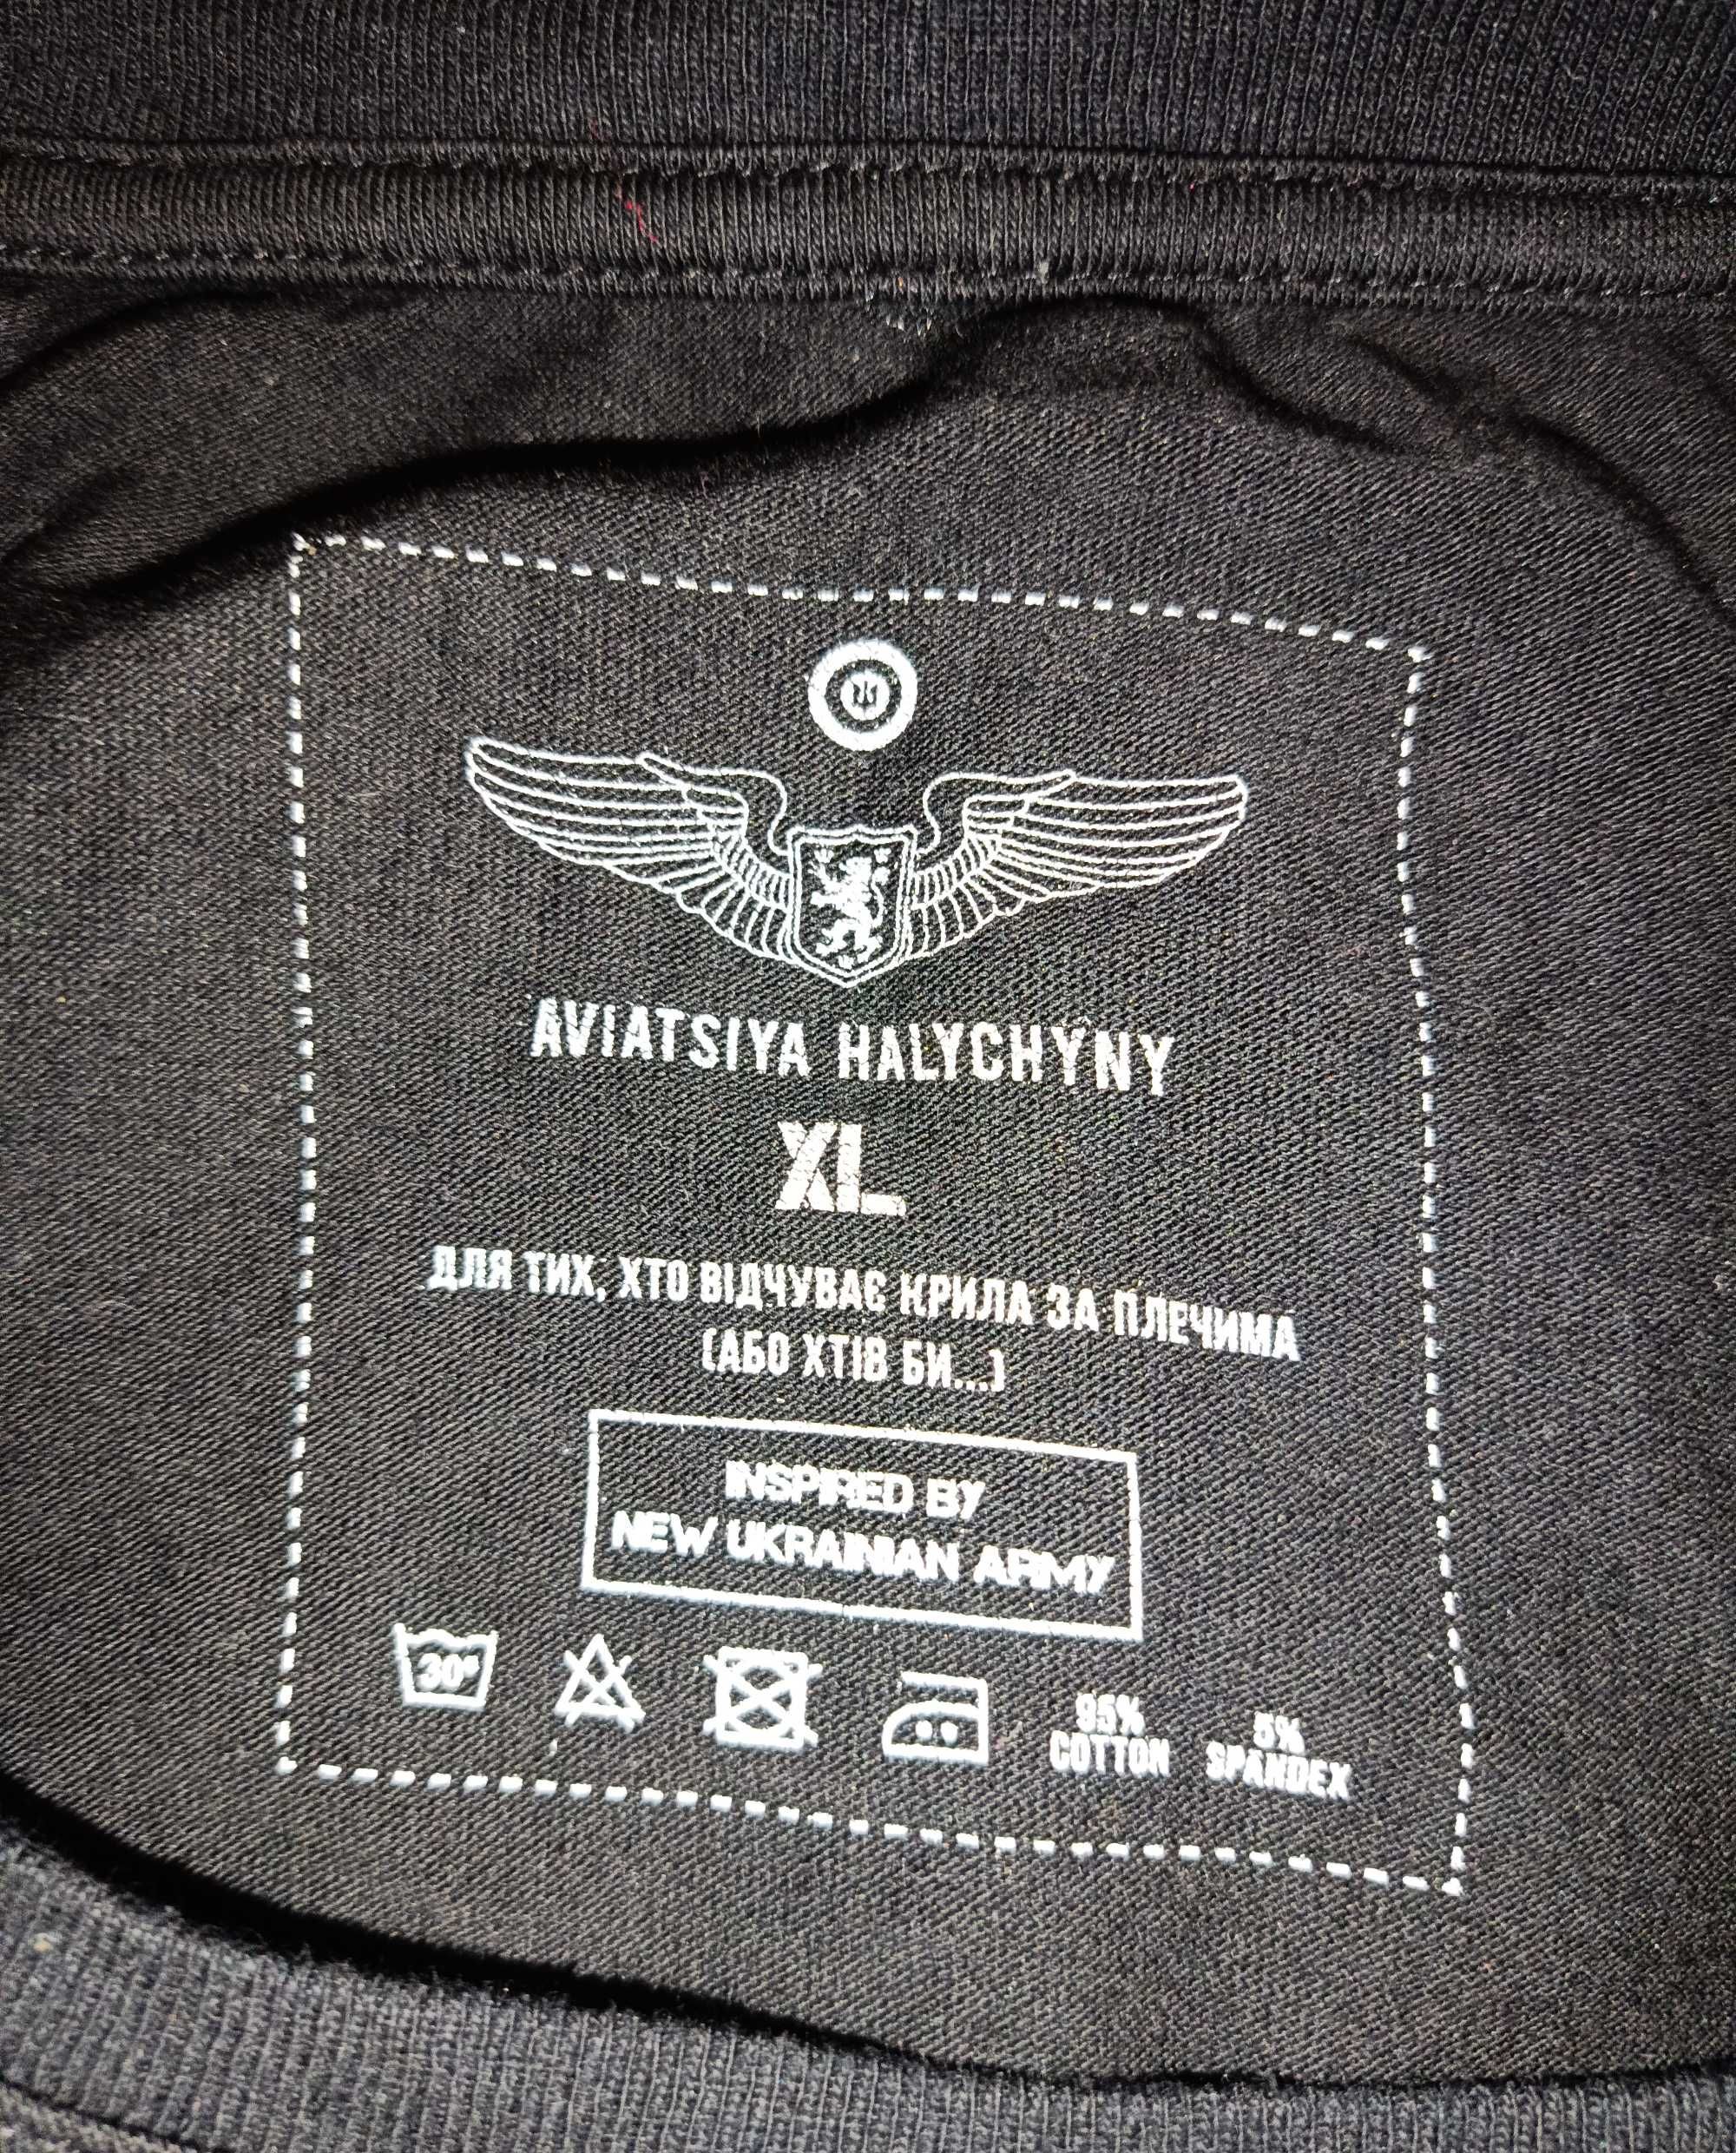 AVIATSIYA HALYCHYNY
XL
ДЛЯ ТИХ, ХТО ВІДЧУВАЄ КРИЛА ЗА ПЛЕЧИМА
(АБО ХТІВ БИ...)
INSPIRED BY
NEW UKRAINIAN ARMY
30°
95%
COTTON
5%
SPANDEX